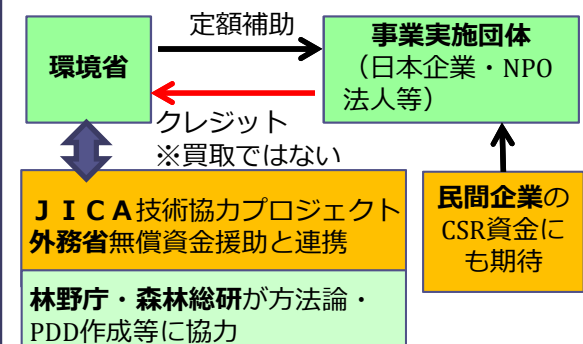 定額補助
環境省
事業実施団体
（日本企業・NPO
法人等）
クレジット
※買取ではない
ＪＩＣＡ技術協力プロジェクト
外務省無償資金援助と連携
民間企業の
CSR資金に
も期待
林野庁・森林総研が方法論・
PDD作成等に協力